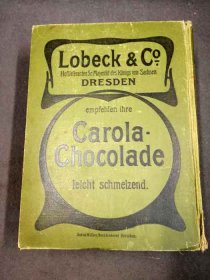 Lobeck & Co.
Hoflieferanten Sr. Majestät des Königs von Sachsen
DRESDEN
empfehlen ihre
Carola-
Chocolade
leicht schmelzend.